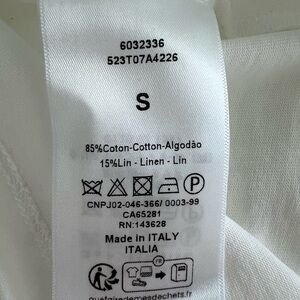 6032336
523T07A4226
S
85%Coton-Cotton-Algodão
15%Lin - Linen - Lin
P
CNPJ02-046-366/ 0003-99
CA65281
RN:143628
Made in ITALY
ITALIA
FR
quefairedemesdechets.fr